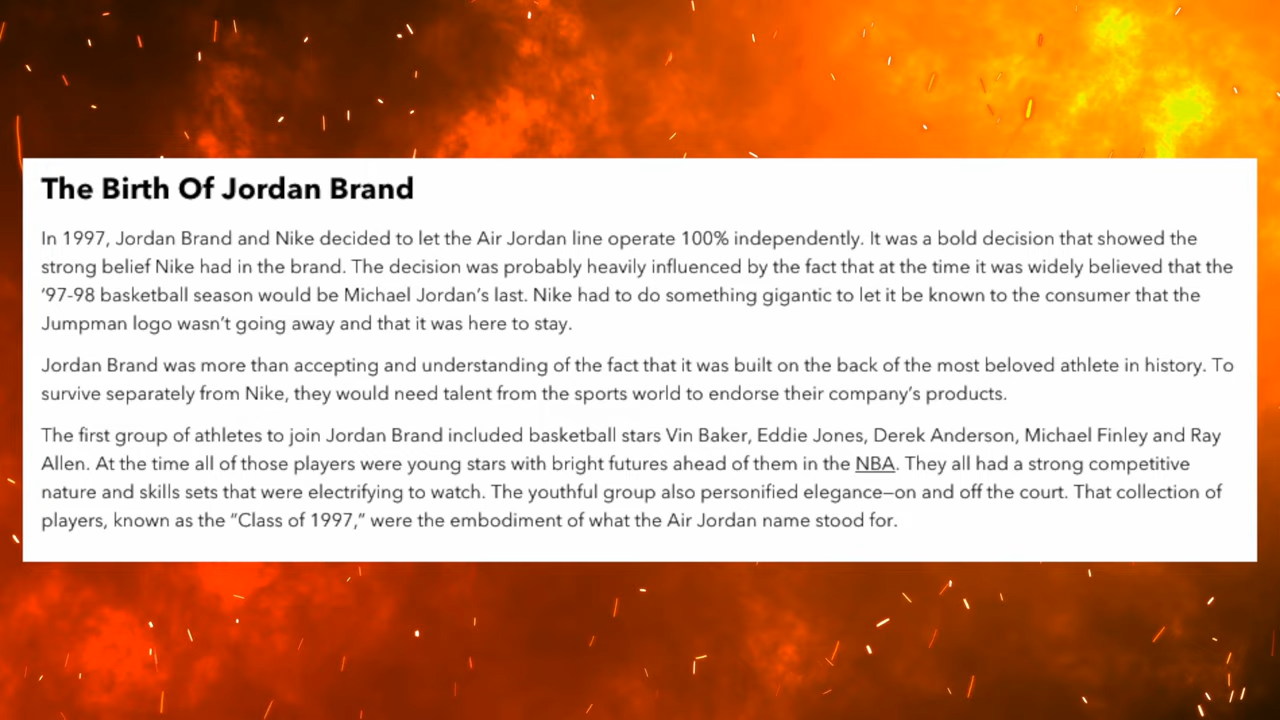 The Birth Of Jordan Brand
In 1997, Jordan Brand and Nike decided to let the Air Jordan line operate 100% independently. It was a bold decision that showed the
strong belief Nike had in the brand. The decision was probably heavily influenced by the fact that at the time it was widely believed that the
'97-98 basketball season would be Michael Jordan's last. Nike had to do something gigantic to let it be known to the consumer that the
Jumpman logo wasn't going away and that it was here to stay.
Jordan Brand was more than accepting and understanding of the fact that it was built on the back of the most beloved athlete in history. To
survive separately from Nike, they would need talent from the sports world to endorse their company's products.
The first group of athletes to join Jordan Brand included basketball stars Vin Baker, Eddie Jones, Derek Anderson, Michael Finley and Ray
Allen. At the time all of those players were young stars with bright futures ahead of them in the NBA. They all had a strong competitive
nature and skills sets that were electrifying to watch. The youthful group also personified elegance—on and off the court. That collection of
players, known as the "Class of 1997," were the embodiment of what the Air Jordan name stood for.